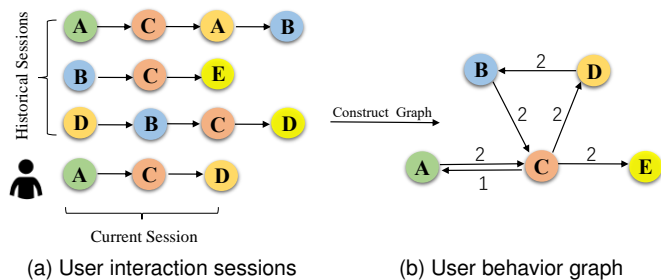 Historical Sessions
A C A B
B C E
D B C D
A C D
Current Session
(a) User interaction sessions
Construct Graph
B 2 D
2 2
A 2 C 2 E
1
(b) User behavior graph